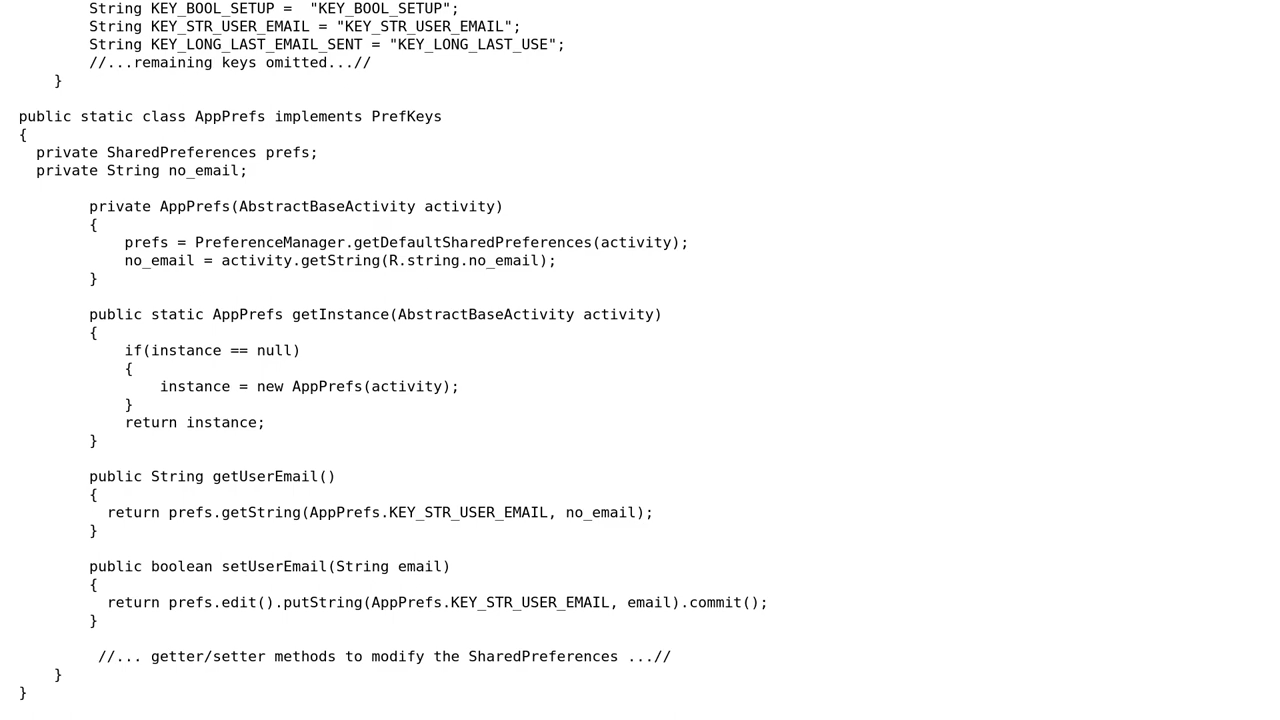 String KEY_BOOL_SETUP =  "KEY_BOOL_SETUP";
String KEY_STR_USER_EMAIL = "KEY_STR_USER_EMAIL";
String KEY_LONG_LAST_EMAIL_SENT = "KEY_LONG_LAST_USE";
//...remaining keys omitted...//
}
public static class AppPrefs implements PrefKeys
{
private SharedPreferences prefs;
private String no_email;
private AppPrefs(AbstractBaseActivity activity)
{
prefs = PreferenceManager.getDefaultSharedPreferences(activity);
no_email = activity.getString(R.string.no_email);
}
public static AppPrefs getInstance(AbstractBaseActivity activity)
{
if(instance == null)
{
instance = new AppPrefs(activity);
}
return instance;
}
public String getUserEmail()
{
return prefs.getString(AppPrefs.KEY_STR_USER_EMAIL, no_email);
}
public boolean setUserEmail(String email)
{
return prefs.edit().putString(AppPrefs.KEY_STR_USER_EMAIL, email).commit();
}
//... getter/setter methods to modify the SharedPreferences ...//
}
}